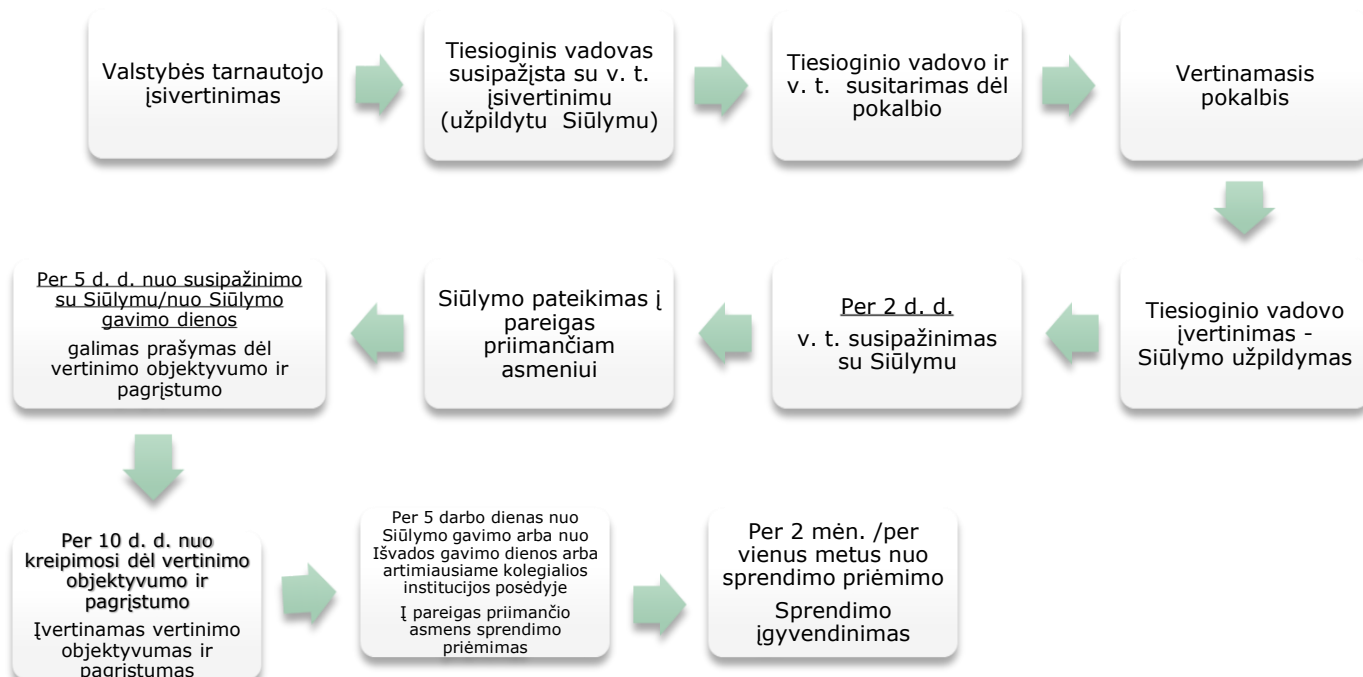 Valstybės tarnautojo
įsivertinimas
Tiesioginis vadovas
susipažįsta su v. t.
įsivertinimu
(užpildytu Siūlymu)
Tiesioginio vadovo ir
v. t. susitarimas dėl
pokalbio
Vertinamasis
pokalbis
Tiesioginio vadovo
įvertinimas -
Siūlymo užpildymas
Per 2 d. d.
v. t. susipažinimas
su Siūlymu
Siūlymo pateikimas į
pareigas
priimančiam
asmeniui
Per 5 d. d. nuo susipažinimo
su Siūlymu/nuo Siūlymo
gavimo dienos
galimas prašymas dėl
vertinimo objektyvumo ir
pagrįstumo
Per 10 d. d. nuo
kreipimosi dėl vertinimo
objektyvumo ir
pagrįstumo
Įvertinamas vertinimo
objektyvumas ir
pagrįstumas
Per 5 darbo dienas nuo
Siūlymo gavimo arba nuo
Išvados gavimo dienos arba
artimiausiame kolegialios
institucijos posėdyje
Į pareigas priimančio
asmens sprendimo
priėmimas
Per 2 mėn. /per
vienus metus nuo
sprendimo priėmimo
Sprendimo
įgyvendinimas